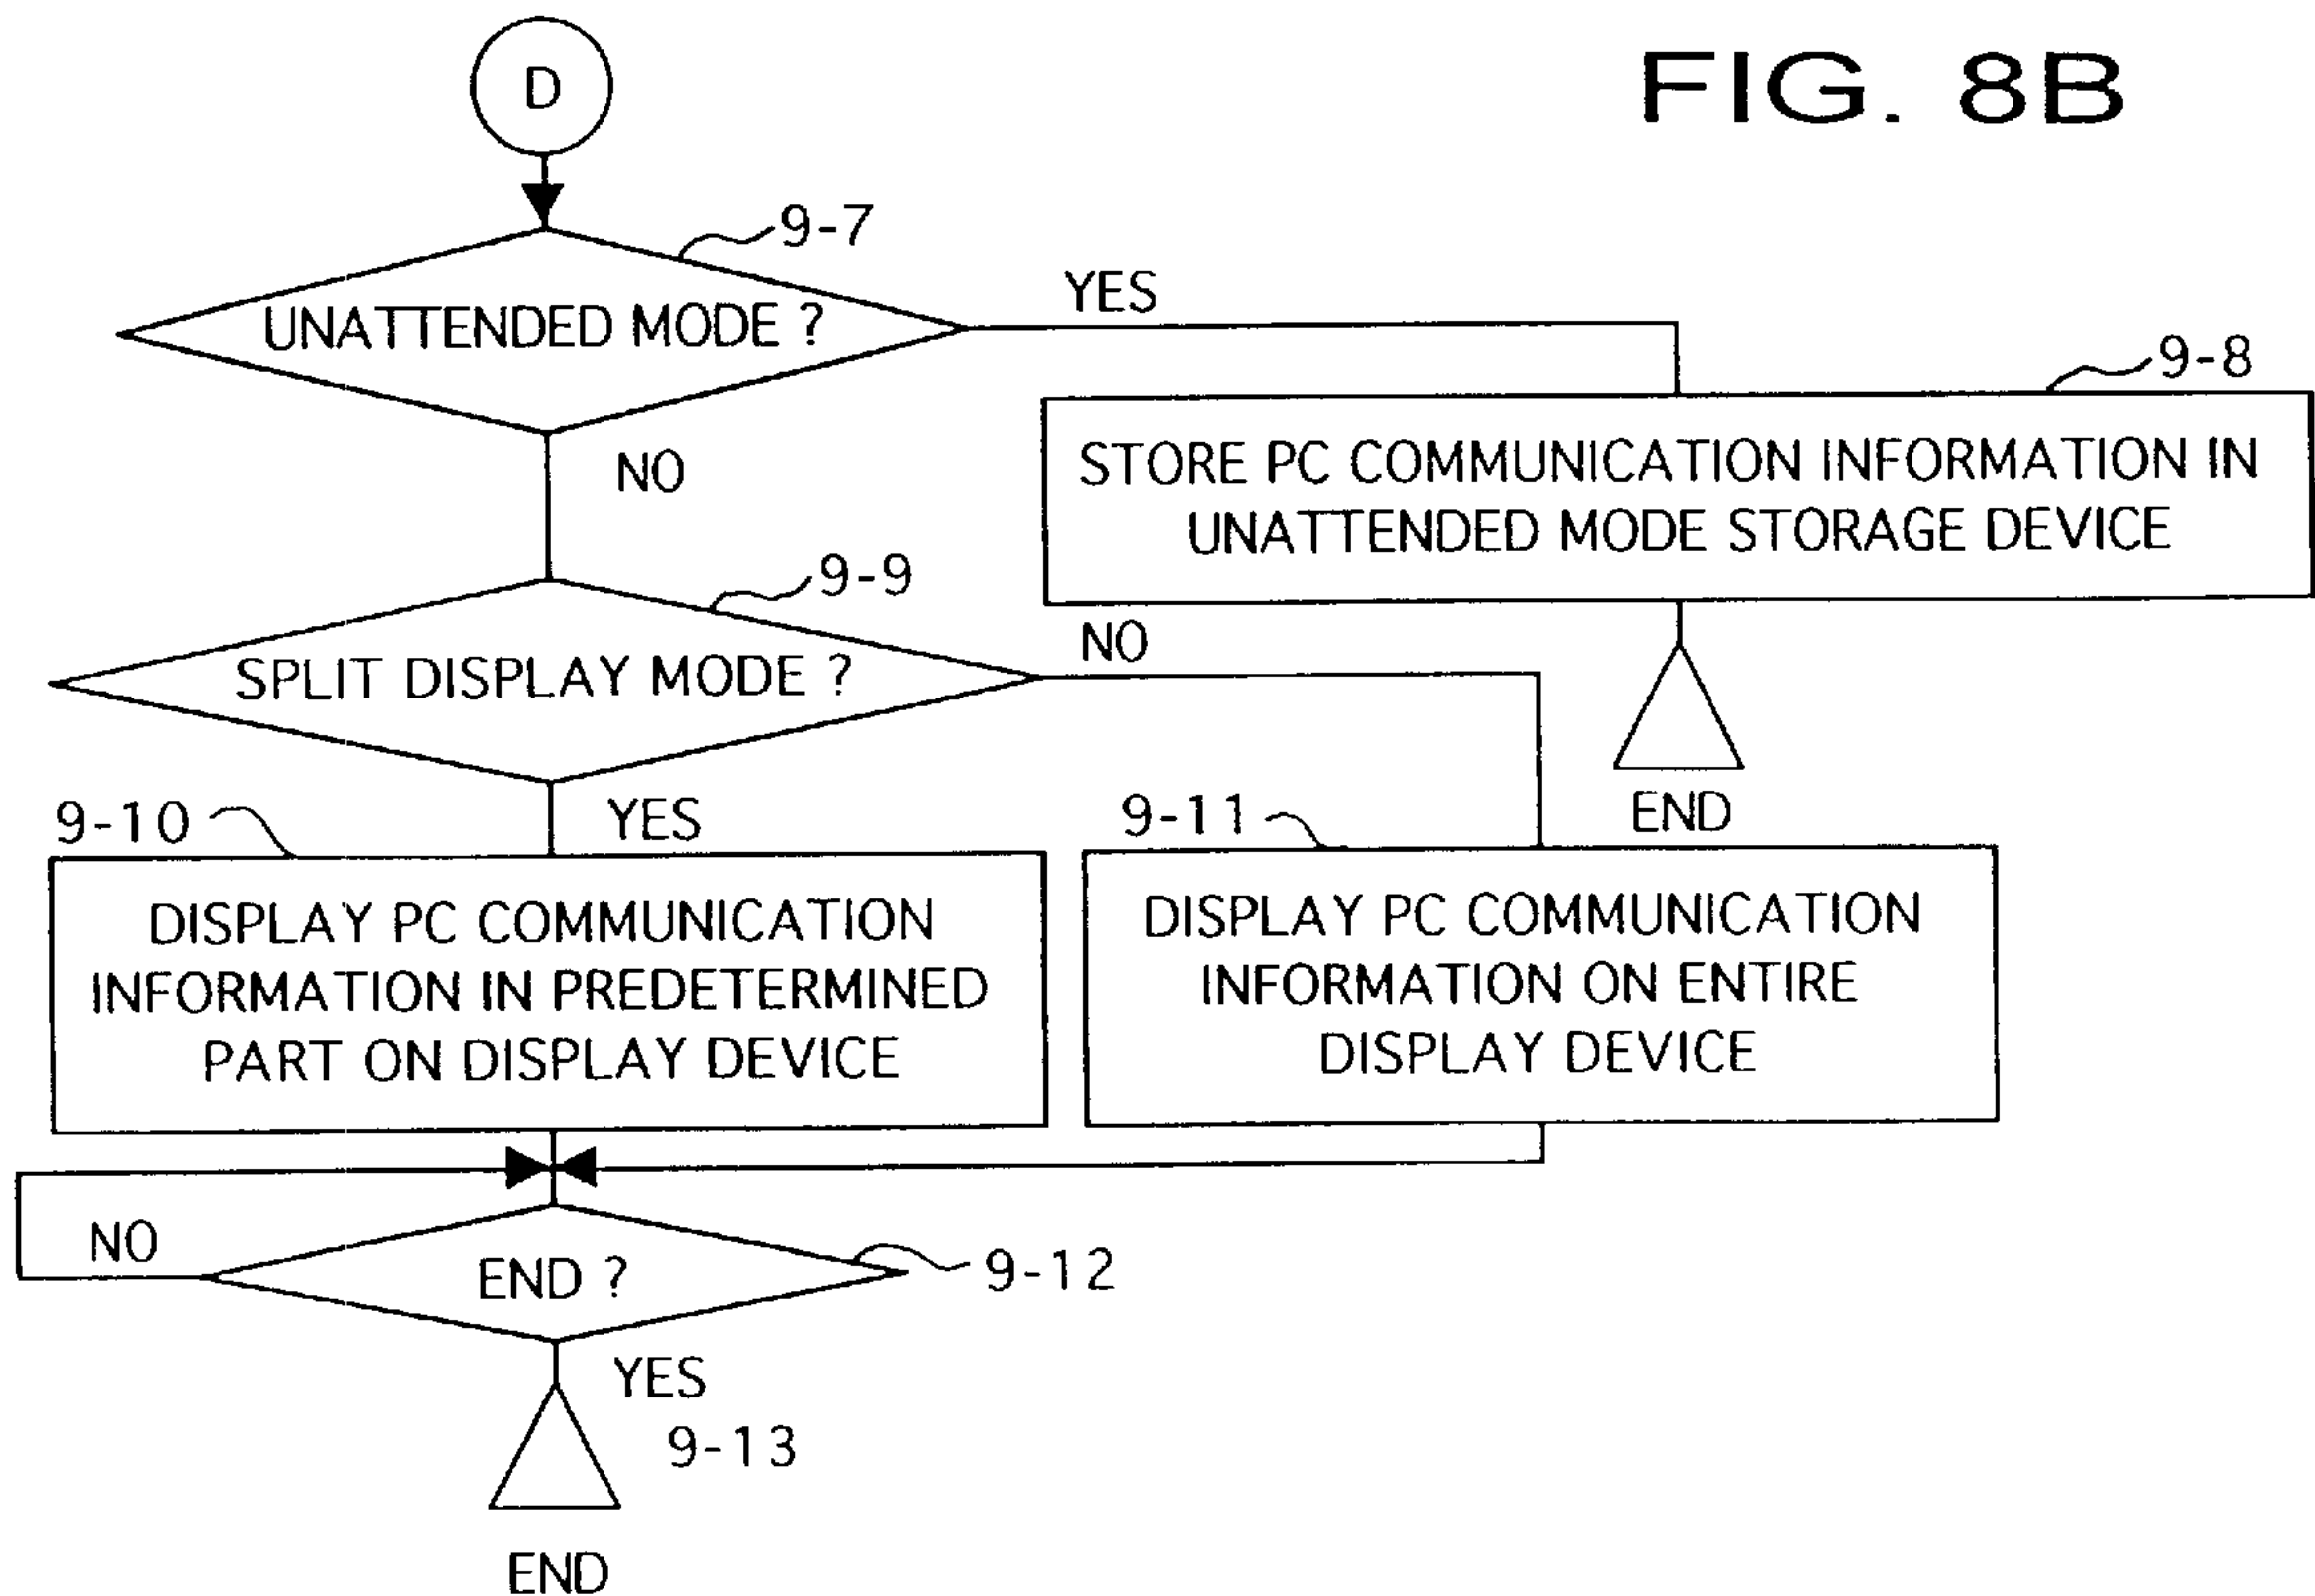 FIG. 8B
D
9-7
UNATTENDED MODE ?
YES
NO
9-8
STORE PC COMMUNICATION INFORMATION IN
UNATTENDED MODE STORAGE DEVICE
END
9-9
SPLIT DISPLAY MODE ?
NO
YES
9-10
DISPLAY PC COMMUNICATION
INFORMATION IN PREDETERMINED
PART ON DISPLAY DEVICE
9-11
DISPLAY PC COMMUNICATION
INFORMATION ON ENTIRE
DISPLAY DEVICE
NO
END ?
9-12
YES
9-13
END